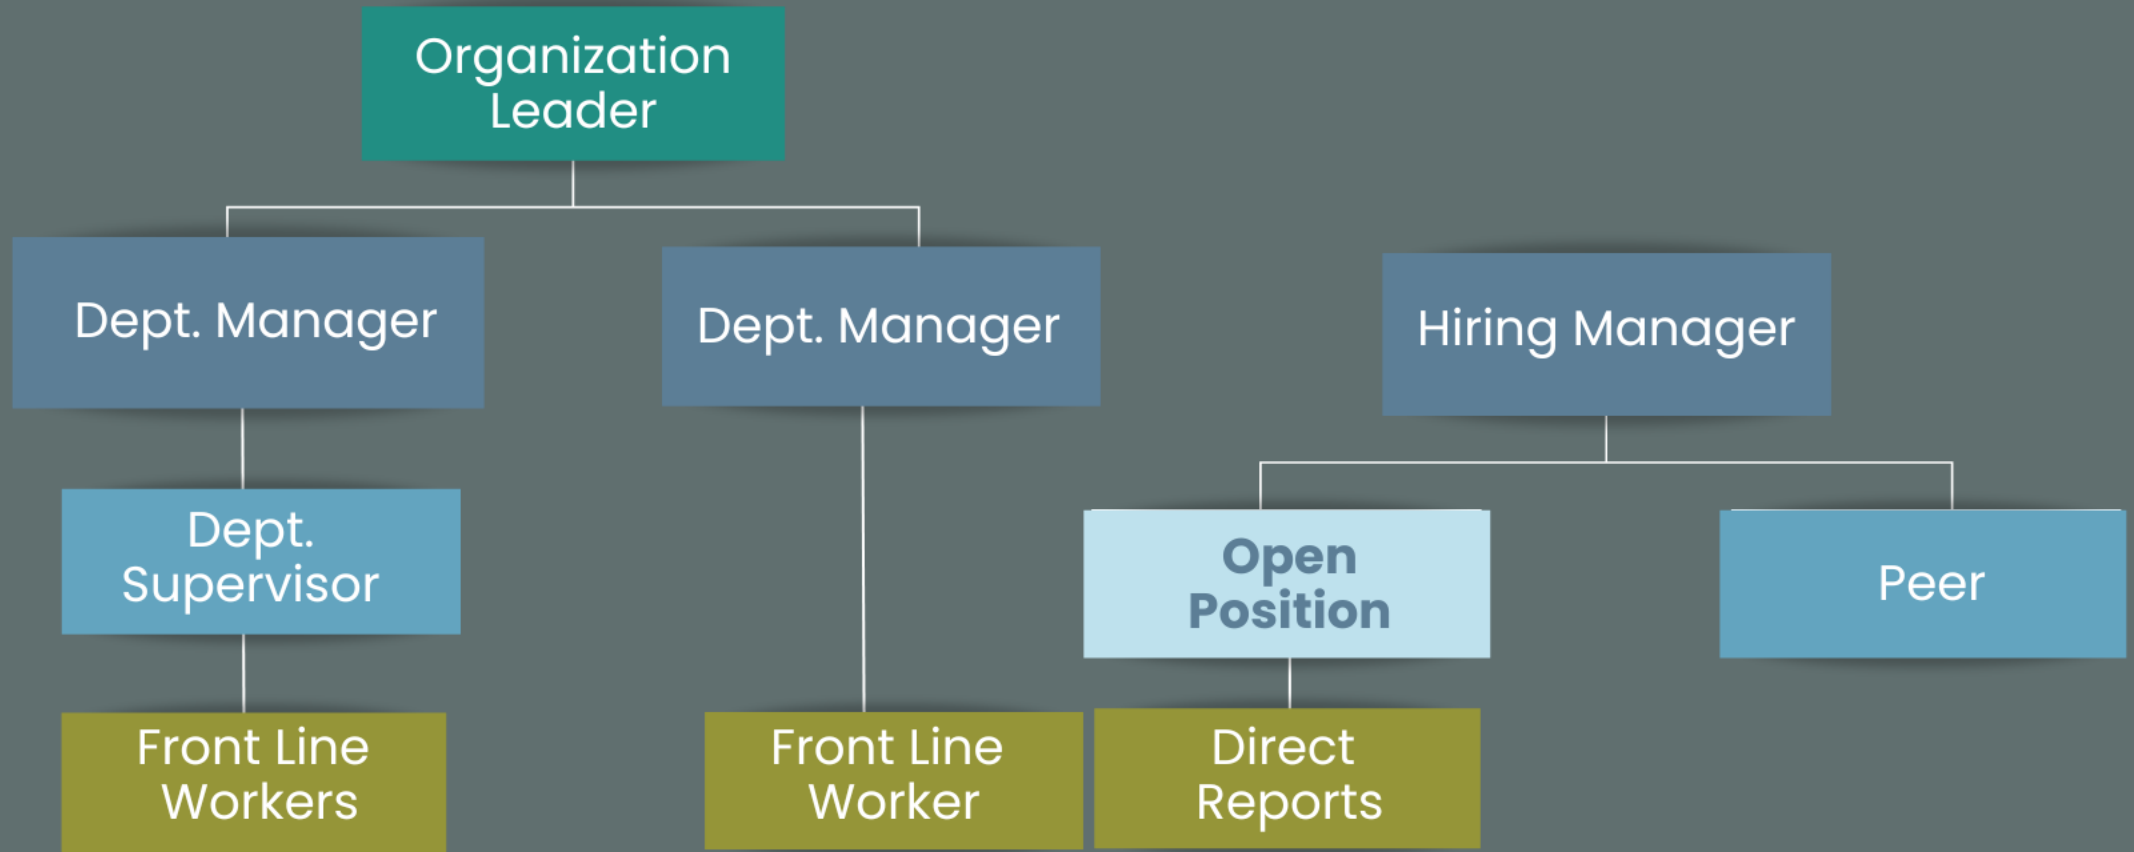 Organization
Leader
Dept. Manager
Dept. Manager
Hiring Manager
Dept.
Supervisor
Open
Position
Peer
Front Line
Workers
Front Line
Worker
Direct
Reports